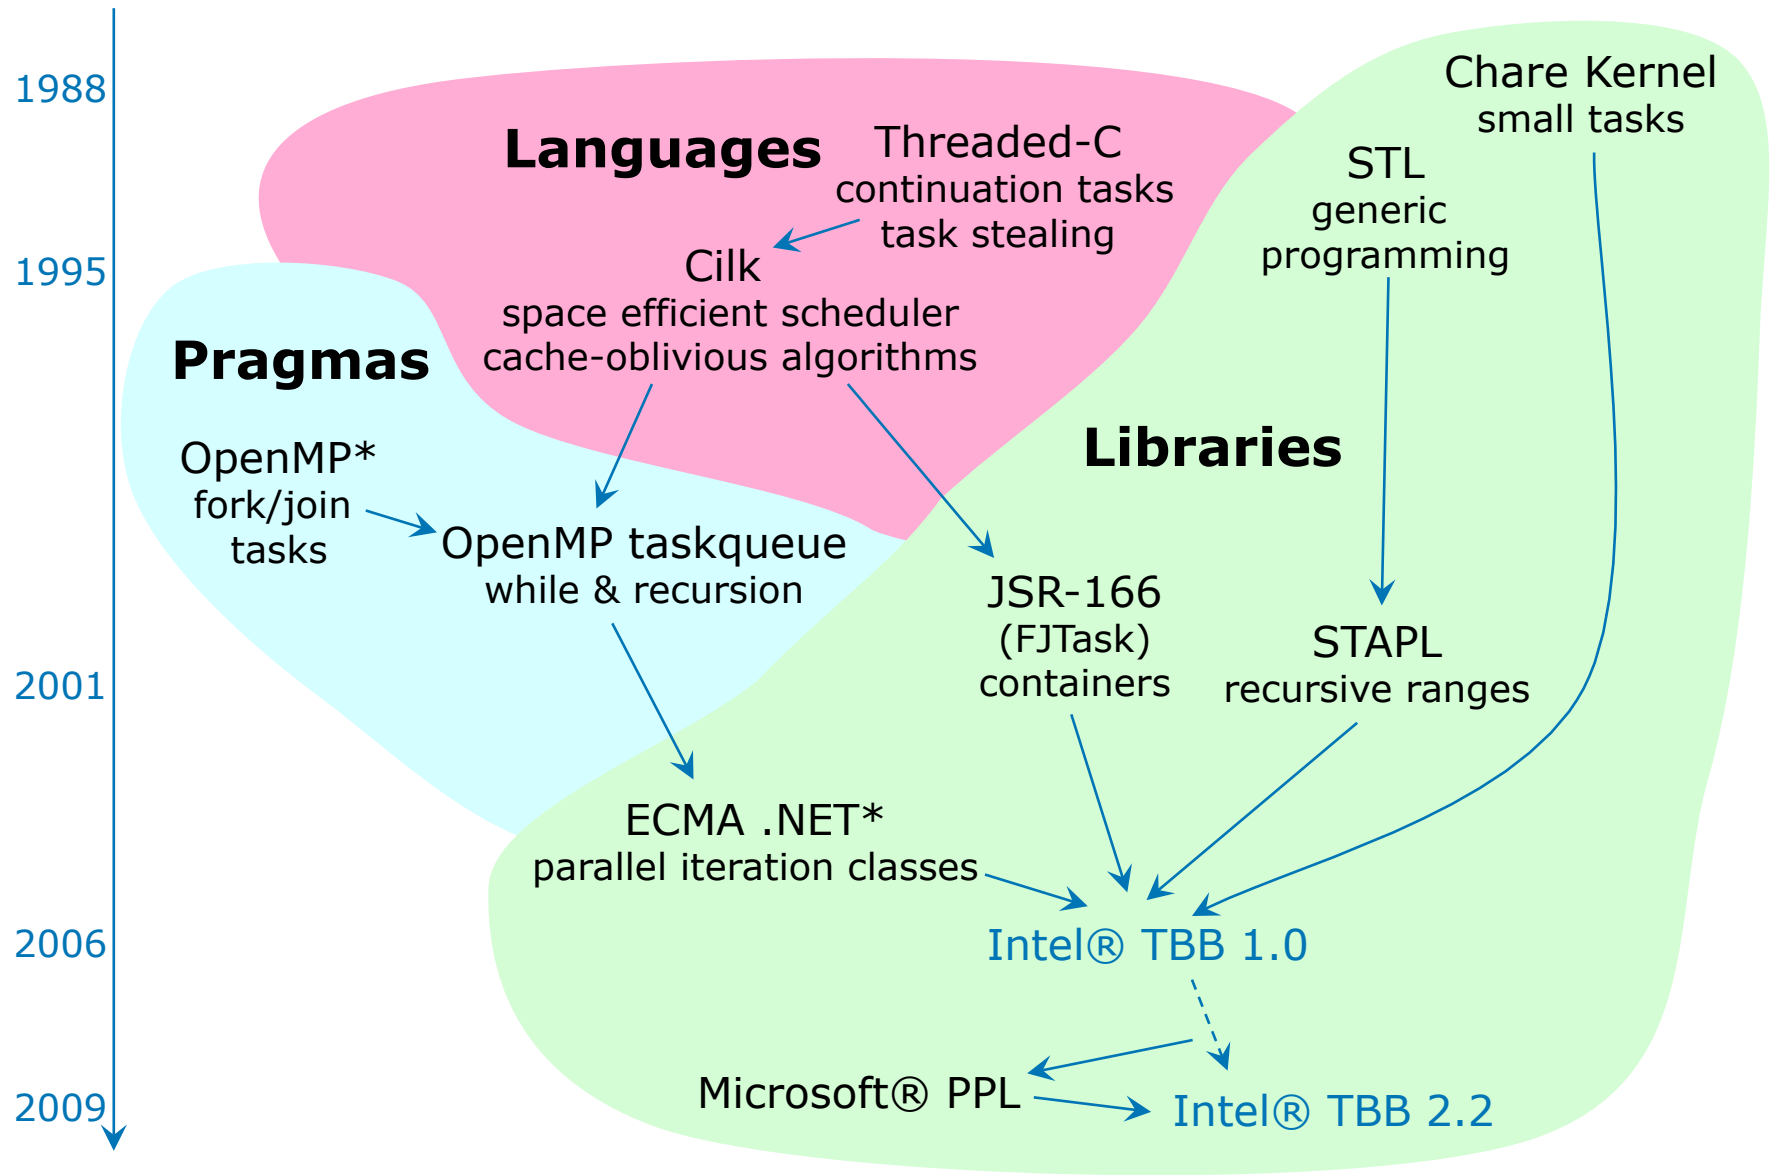 1988
1995
2001
2006
2009
Languages
Threaded-C
continuation tasks
task stealing
Cilk
space efficient scheduler
cache-oblivious algorithms
Pragmas
OpenMP*
fork/join
tasks
OpenMP taskqueue
while & recursion
Libraries
Chare Kernel
small tasks
STL
generic
programming
JSR-166
(FJTask)
containers
STAPL
recursive ranges
ECMA .NET*
parallel iteration classes
Intel® TBB 1.0
Microsoft® PPL
Intel® TBB 2.2